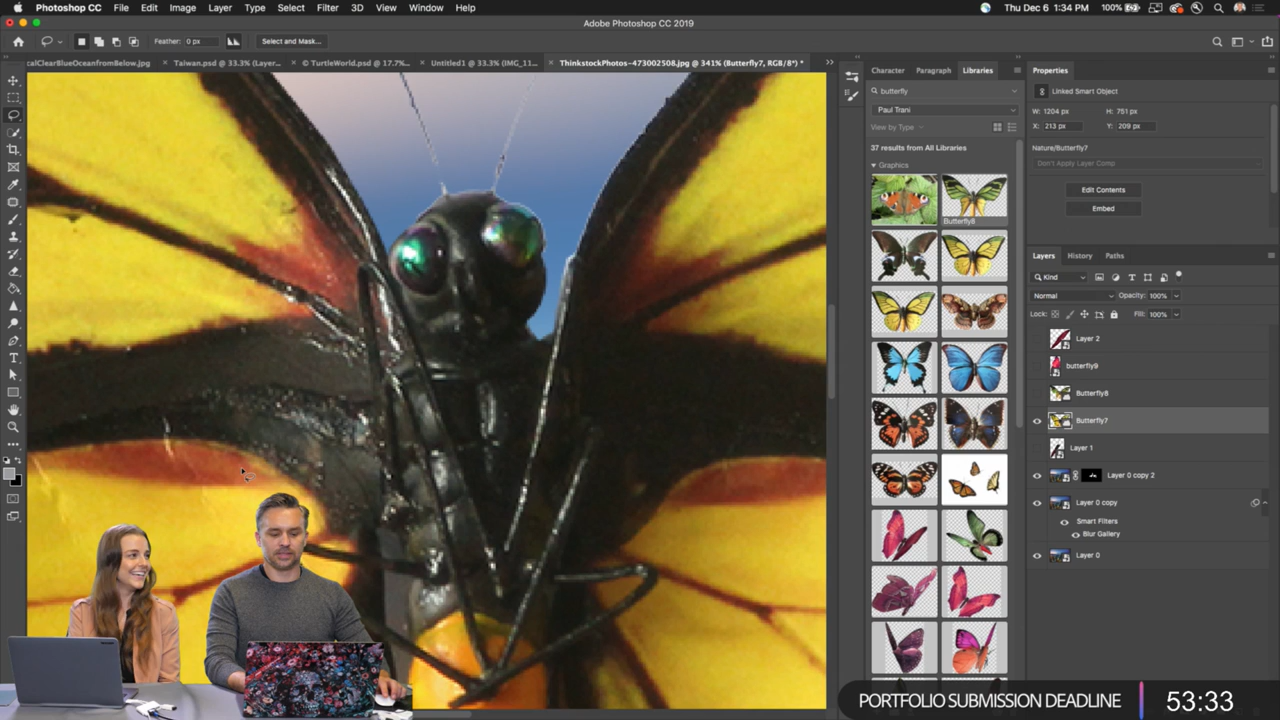 Photoshop CC File Edit Image Layer Type Select Filter 3D View Window Help 100% Thu Dec 6 1:34 PM
Adobe Photoshop CC 2019
Feather: 0 px Select and Mask...
calClearBlueOceanfromBelow.jpg × Taiwan.psd @ 33.3% (Layer... × © TurtleWorld.psd @ 17.7%... × Untitled1 @ 33.3% (IMG_11... × ThinkstockPhotos-473002508.jpg @ 341% (Butterfly7, RGB/8*) *
Character Paragraph Libraries
butterfly
Paul Trani
View by Type
37 results from All Libraries
Graphics
Butterfly8
Properties
Linked Smart Object
W: 1204 px H: 751 px
X: 213 px Y: 209 px
Nature/Butterfly7
Don't Apply Layer Comp
Edit Contents
Embed
Layers History Paths
Kind
Normal Opacity: 100%
Lock: Fill: 100%
Layer 2
butterfly9
Butterfly8
Butterfly7
Layer 1
Layer 0 copy 2
Layer 0 copy
Smart Filters
Blur Gallery
Layer 0
PORTFOLIO SUBMISSION DEADLINE 53:33